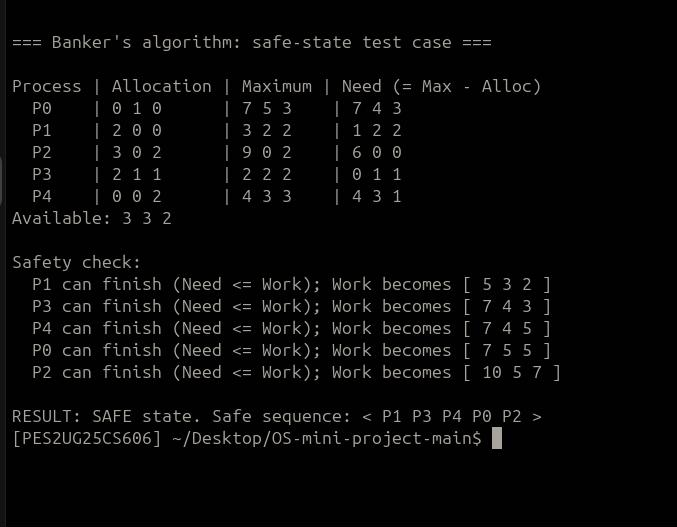 === Banker's algorithm: safe-state test case ===
Process | Allocation | Maximum | Need (= Max - Alloc)
P0 | 0 1 0 | 7 5 3 | 7 4 3
P1 | 2 0 0 | 3 2 2 | 1 2 2
P2 | 3 0 2 | 9 0 2 | 6 0 0
P3 | 2 1 1 | 2 2 2 | 0 1 1
P4 | 0 0 2 | 4 3 3 | 4 3 1
Available: 3 3 2
Safety check:
P1 can finish (Need <= Work); Work becomes [ 5 3 2 ]
P3 can finish (Need <= Work); Work becomes [ 7 4 3 ]
P4 can finish (Need <= Work); Work becomes [ 7 4 5 ]
P0 can finish (Need <= Work); Work becomes [ 7 5 5 ]
P2 can finish (Need <= Work); Work becomes [ 10 5 7 ]
RESULT: SAFE state. Safe sequence: < P1 P3 P4 P0 P2 >
[PES2UG25CS606] ~/Desktop/OS-mini-project-main$